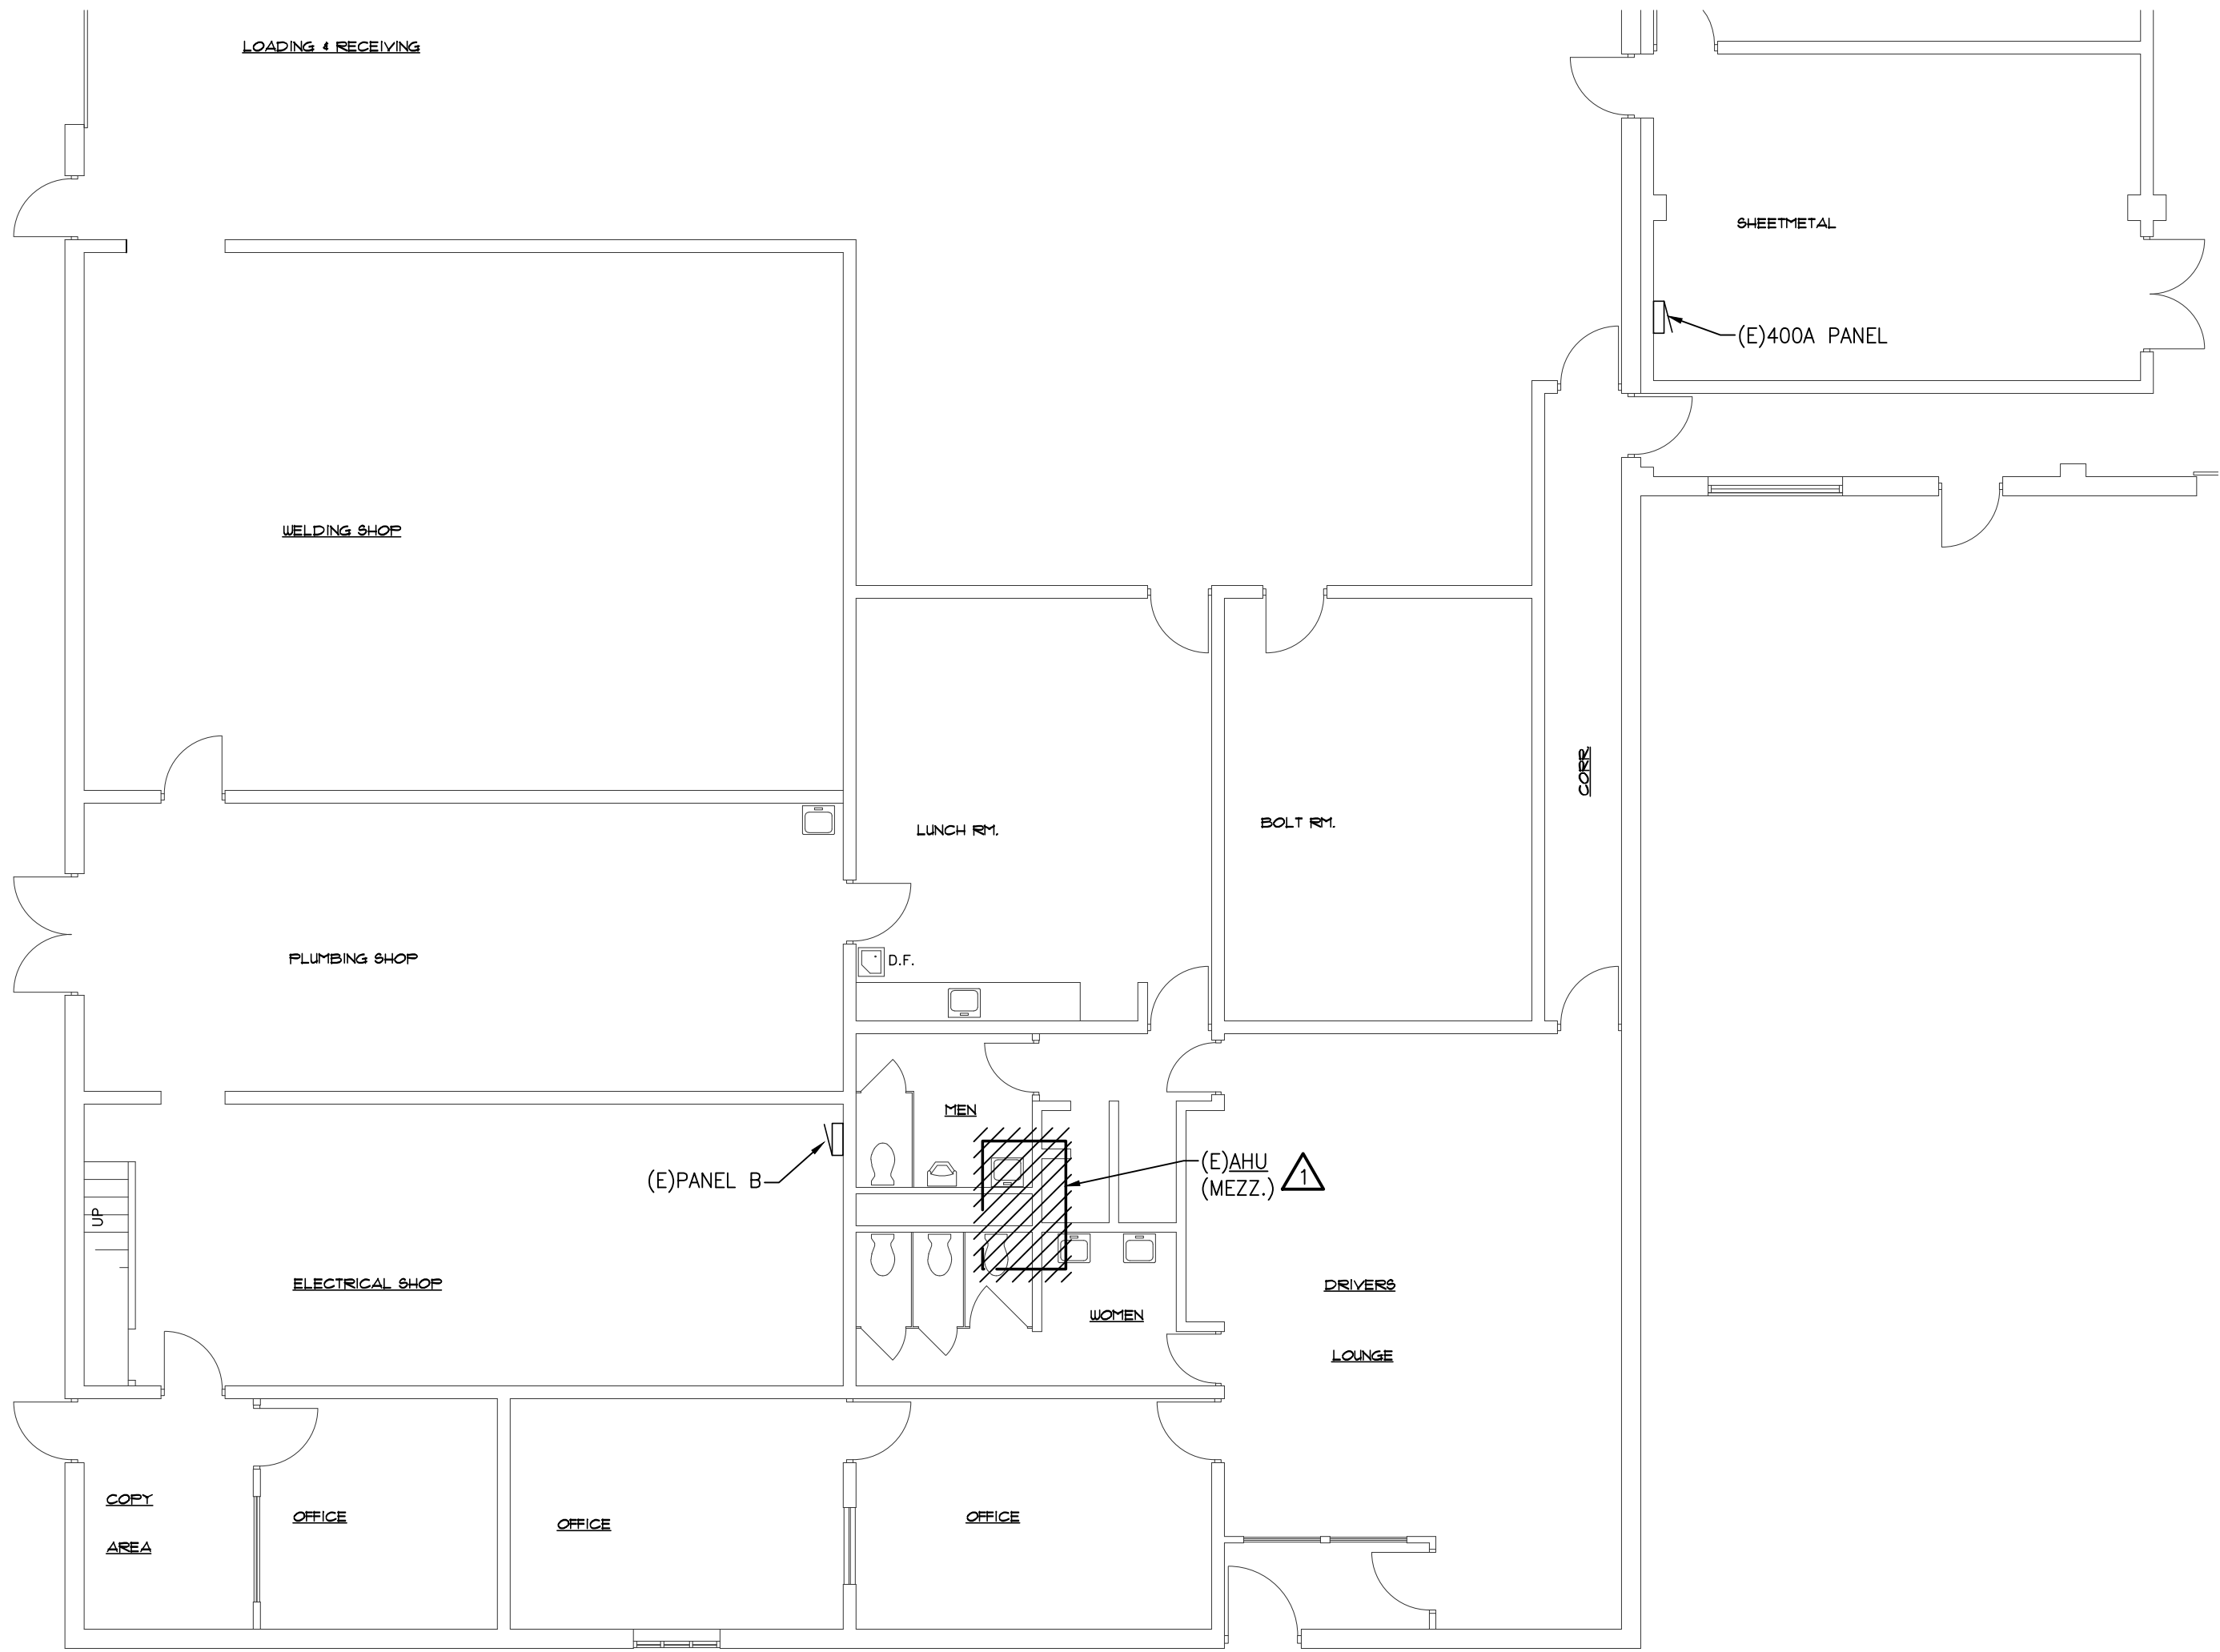 LOADING & RECEIVING
SHEETMETAL
(E)400A PANEL
WELDING SHOP
CORR.
LUNCH RM.
BOLT RM.
PLUMBING SHOP
D.F.
MEN
(E)PANEL B
(E)AHU
(MEZZ.)
1
UP
ELECTRICAL SHOP
WOMEN
DRIVERS
LOUNGE
COPY
AREA
OFFICE
OFFICE
OFFICE